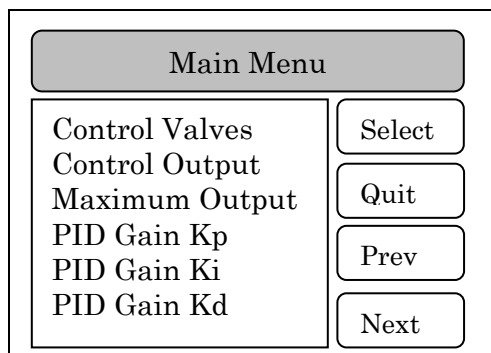 Main Menu
Control Valves
Control Output
Maximum Output
PID Gain Kp
PID Gain Ki
PID Gain Kd
Select
Quit
Prev
Next